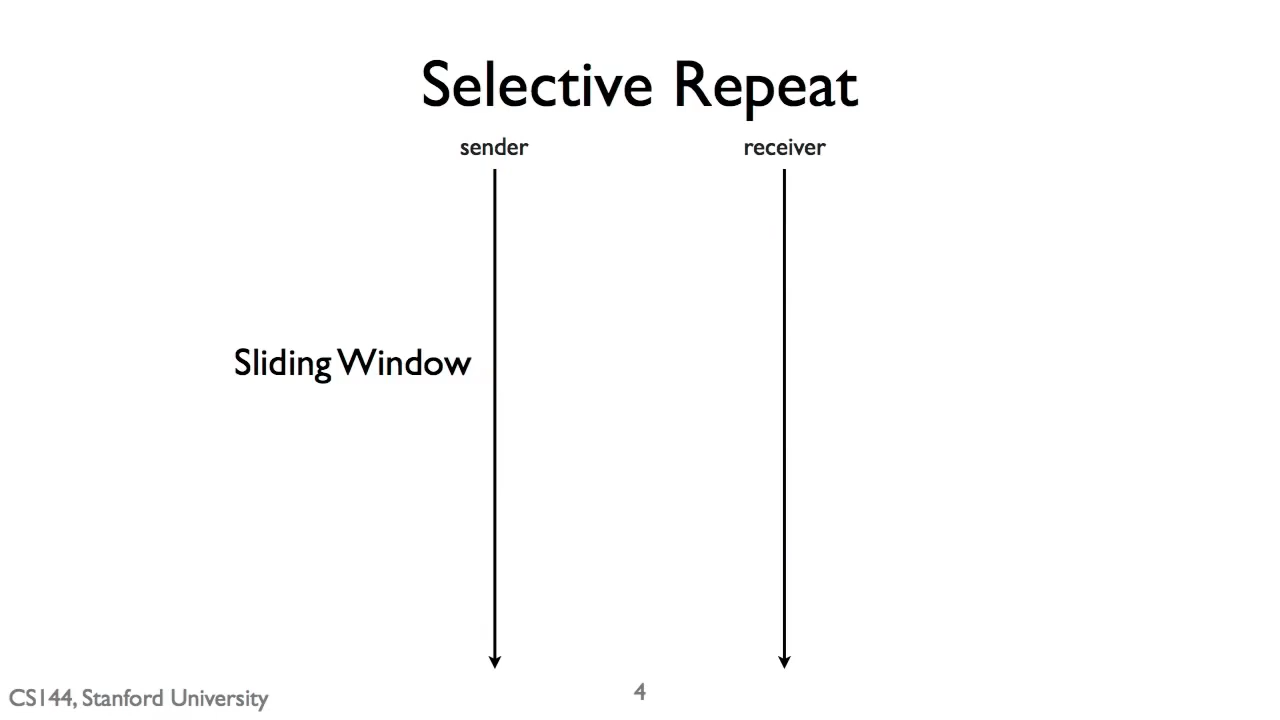 Selective Repeat
sender
receiver
Sliding Window
CS144, Stanford University
4